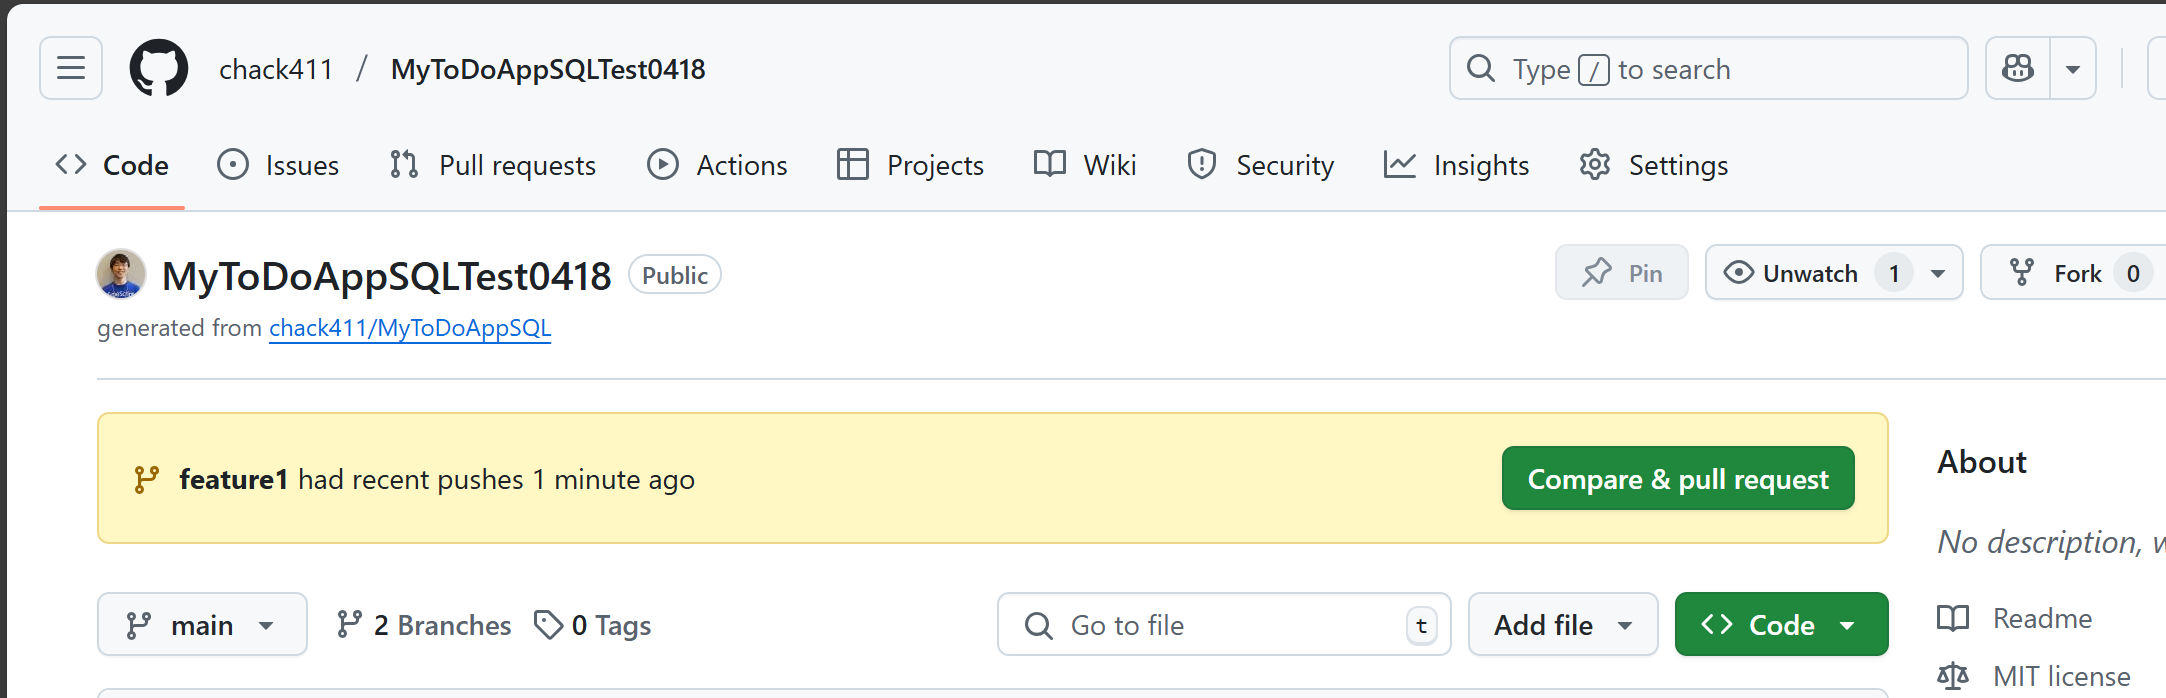 chack411 / MyToDoAppSQLTest0418
Type / to search
Code Issues Pull requests Actions Projects Wiki Security Insights Settings
MyToDoAppSQLTest0418 Public
Pin Unwatch 1 Fork 0
generated from chack411/MyToDoAppSQL
feature1 had recent pushes 1 minute ago
Compare & pull request
About
No description,
main 2 Branches 0 Tags
Go to file t
Add file Code
Readme
MIT license